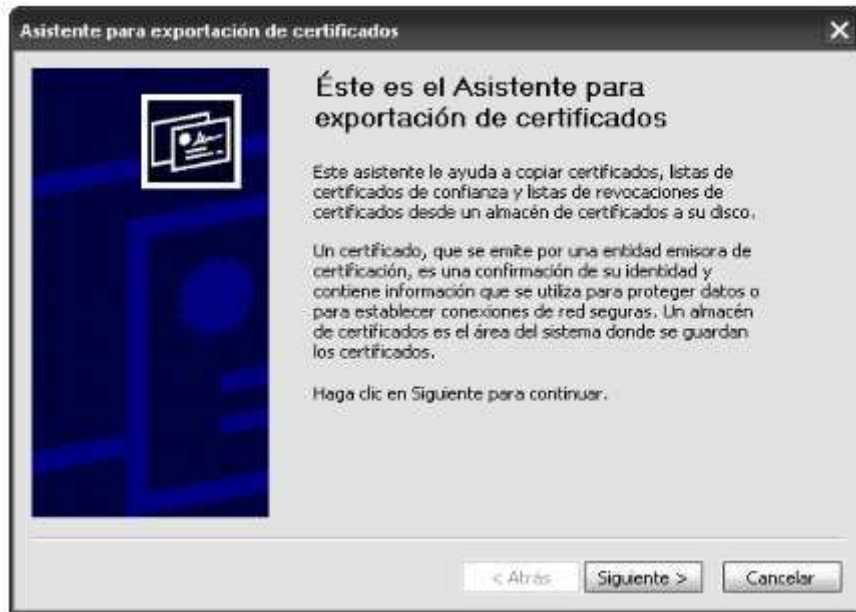 Asistente para exportación de certificados
Éste es el Asistente para
exportación de certificados
Este asistente le ayuda a copiar certificados, listas de
certificados de confianza y listas de revocaciones de
certificados desde un almacén de certificados a su disco.
Un certificado, que se emite por una entidad emisora de
certificación, es una confirmación de su identidad y
contiene información que se utiliza para proteger datos o
para establecer conexiones de red seguras. Un almacén
de certificados es el área del sistema donde se guardan
los certificados.
Haga clic en Siguiente para continuar.
< Atrás Siguiente > Cancelar